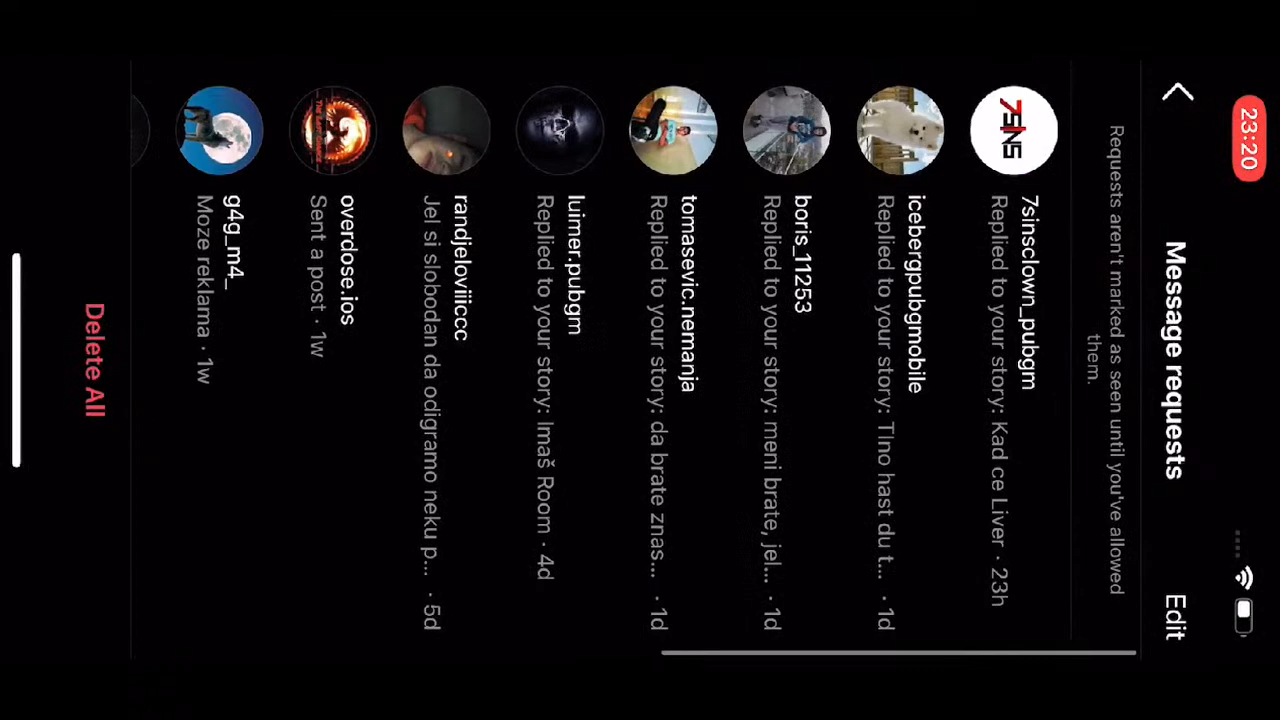 23:20
Message requests
Edit
Requests aren't marked as seen until you've allowed
them.
7SINS
7sinsclown_pubgm
Replied to your story: Kad ce Liver · 23h
icebergpubgmobile
Replied to your story: TIno hast du t... · 1d
boris_11253
Replied to your story: meni brate, jel... · 1d
tomasevic.nemanja
Replied to your story: da brate znas... · 1d
luimer.pubgm
Replied to your story: Imaš Room · 4d
randjeloviiiccc
Jel si slobodan da odigramo neku p... · 5d
overdose.ios
Sent a post · 1w
g4g_m4_
Moze reklama · 1w
Delete All